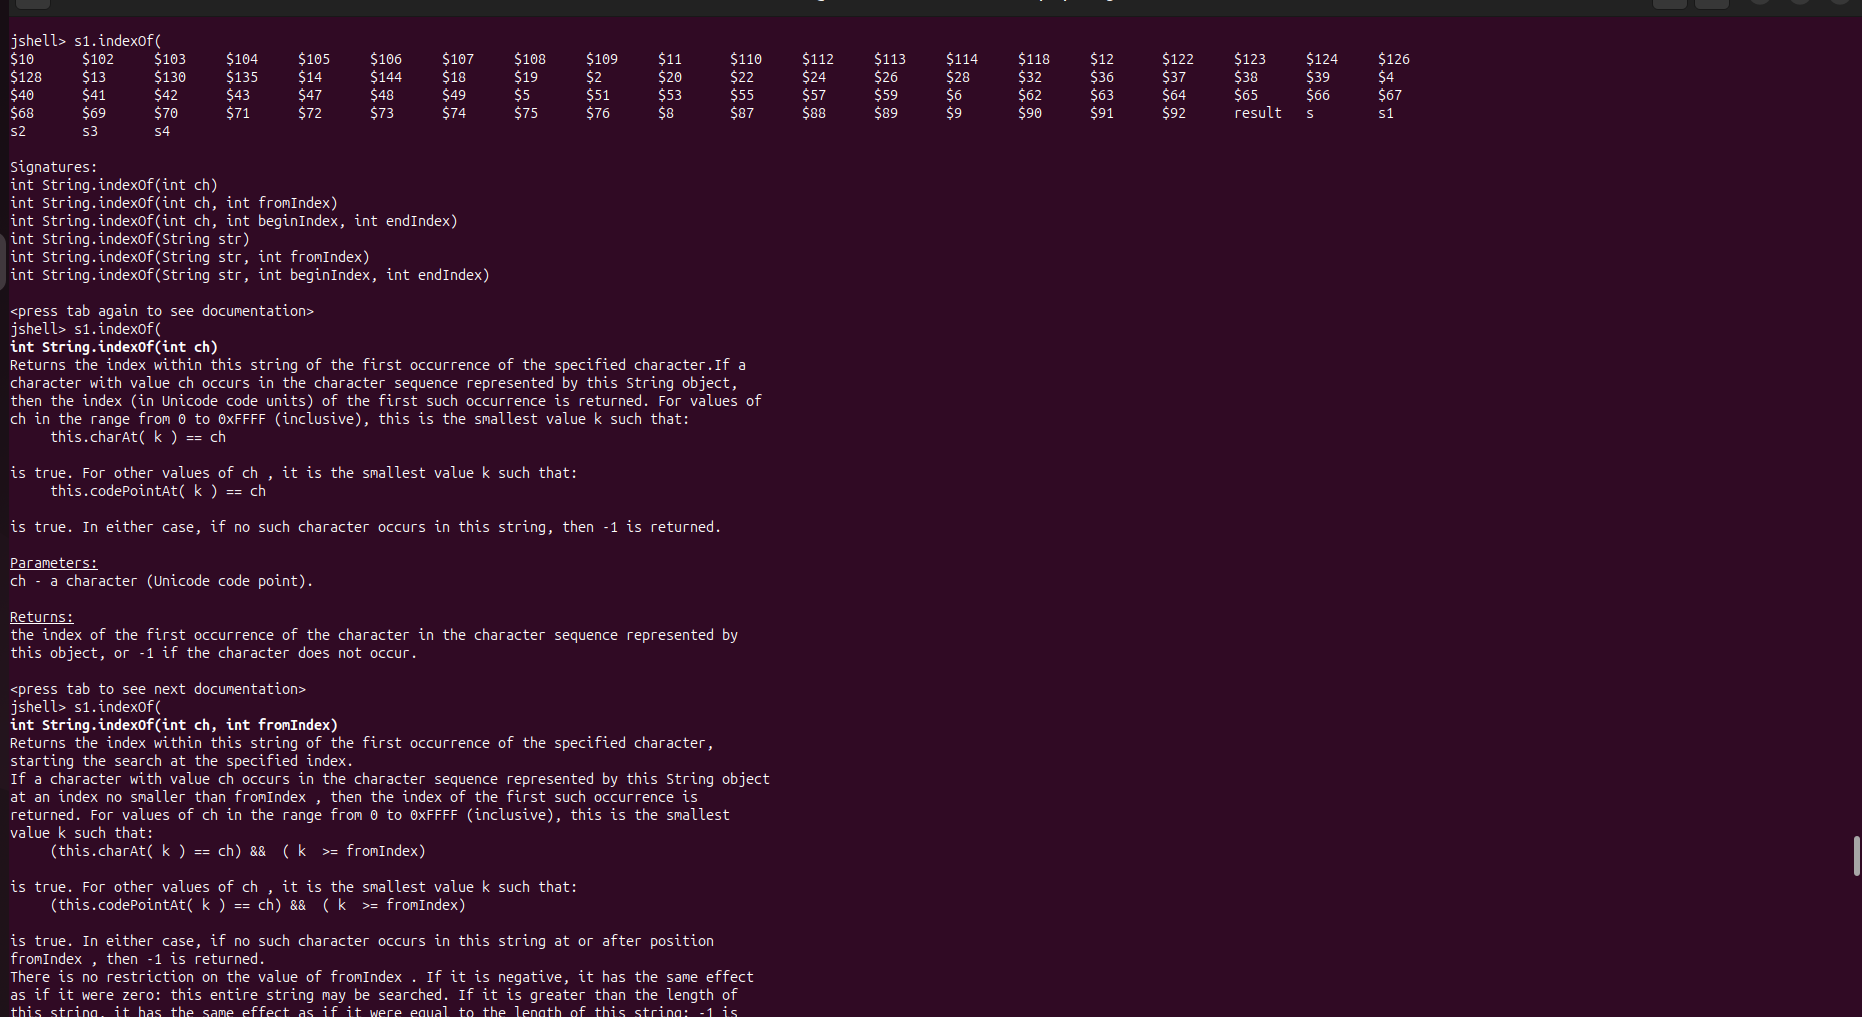 jshell> s1.indexOf(
$10 $102 $103 $104 $105 $106 $107 $108 $109 $11 $110 $112 $113 $114 $118 $12 $122 $123 $124 $126
$128 $13 $130 $135 $14 $144 $18 $19 $2 $20 $22 $24 $26 $28 $32 $36 $37 $38 $39 $4
$40 $41 $42 $43 $47 $48 $49 $5 $51 $53 $55 $57 $59 $6 $62 $63 $64 $65 $66 $67
$68 $69 $70 $71 $72 $73 $74 $75 $76 $8 $87 $88 $89 $9 $90 $91 $92 result s s1
s2 s3 s4
Signatures:
int String.indexOf(int ch)
int String.indexOf(int ch, int fromIndex)
int String.indexOf(int ch, int beginIndex, int endIndex)
int String.indexOf(String str)
int String.indexOf(String str, int fromIndex)
int String.indexOf(String str, int beginIndex, int endIndex)
<press tab again to see documentation>
jshell> s1.indexOf(
int String.indexOf(int ch)
Returns the index within this string of the first occurrence of the specified character.If a
character with value ch occurs in the character sequence represented by this String object,
then the index (in Unicode code units) of the first such occurrence is returned. For values of
ch in the range from 0 to 0xFFFF (inclusive), this is the smallest value k such that:
this.charAt( k ) == ch
is true. For other values of ch , it is the smallest value k such that:
this.codePointAt( k ) == ch
is true. In either case, if no such character occurs in this string, then -1 is returned.
Parameters:
ch - a character (Unicode code point).
Returns:
the index of the first occurrence of the character in the character sequence represented by
this object, or -1 if the character does not occur.
<press tab to see next documentation>
jshell> s1.indexOf(
int String.indexOf(int ch, int fromIndex)
Returns the index within this string of the first occurrence of the specified character,
starting the search at the specified index.
If a character with value ch occurs in the character sequence represented by this String object
at an index no smaller than fromIndex , then the index of the first such occurrence is
returned. For values of ch in the range from 0 to 0xFFFF (inclusive), this is the smallest
value k such that:
(this.charAt( k ) == ch) &&  ( k  >= fromIndex)
is true. For other values of ch , it is the smallest value k such that:
(this.codePointAt( k ) == ch) &&  ( k  >= fromIndex)
is true. In either case, if no such character occurs in this string at or after position
fromIndex , then -1 is returned.
There is no restriction on the value of fromIndex . If it is negative, it has the same effect
as if it were zero: this entire string may be searched. If it is greater than the length of
this string, it has the same effect as if it were equal to the length of this string: -1 is